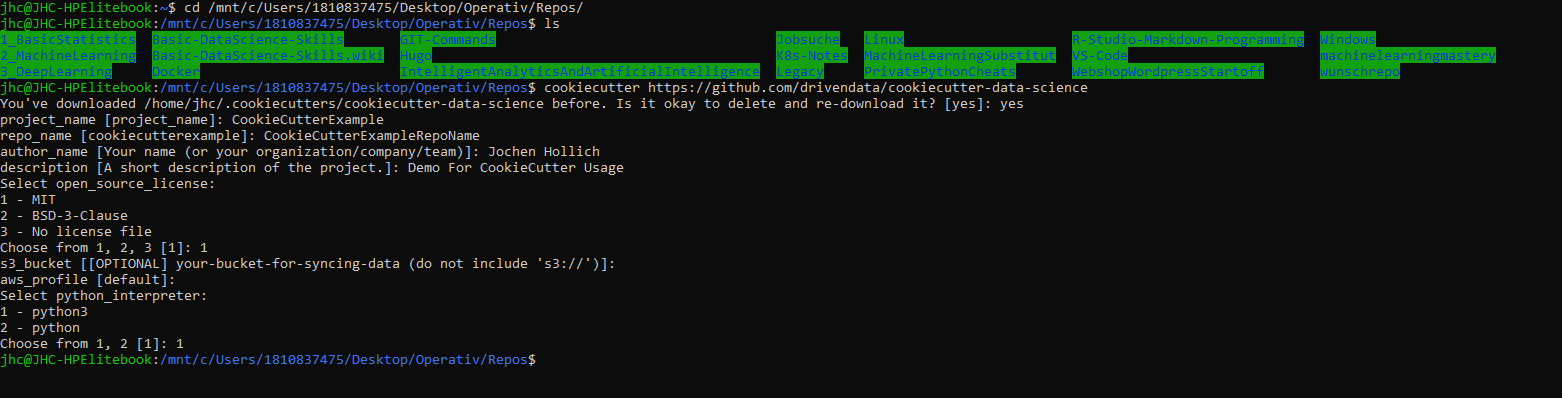 jhc@JHC-HPElitebook:~$ cd /mnt/c/Users/1810837475/Desktop/Operativ/Repos/
jhc@JHC-HPElitebook:/mnt/c/Users/1810837475/Desktop/Operativ/Repos$ ls
1_BasicStatistics Basic-DataScience-Skills GIT-Commands Jobsuche Linux R-Studio-Markdown-Programming Windows
2_MachineLearning Basic-DataScience-Skills.wiki Hugo K8s-Notes MachineLearningSubstitut VS-Code machinelearningmastery
3_DeepLearning Docker IntelligentAnalyticsAndArtificialIntelligence Legacy PrivatePythonCheats WebshopWordpressStartoff wunschrepo
jhc@JHC-HPElitebook:/mnt/c/Users/1810837475/Desktop/Operativ/Repos$ cookiecutter https://github.com/drivendata/cookiecutter-data-science
You've downloaded /home/jhc/.cookiecutters/cookiecutter-data-science before. Is it okay to delete and re-download it? [yes]: yes
project_name [project_name]: CookieCutterExample
repo_name [cookiecutterexample]: CookieCutterExampleRepoName
author_name [Your name (or your organization/company/team)]: Jochen Hollich
description [A short description of the project.]: Demo For CookieCutter Usage
Select open_source_license:
1 - MIT
2 - BSD-3-Clause
3 - No license file
Choose from 1, 2, 3 [1]: 1
s3_bucket [[OPTIONAL] your-bucket-for-syncing-data (do not include 's3://')]:
aws_profile [default]:
Select python_interpreter:
1 - python3
2 - python
Choose from 1, 2 [1]: 1
jhc@JHC-HPElitebook:/mnt/c/Users/1810837475/Desktop/Operativ/Repos$